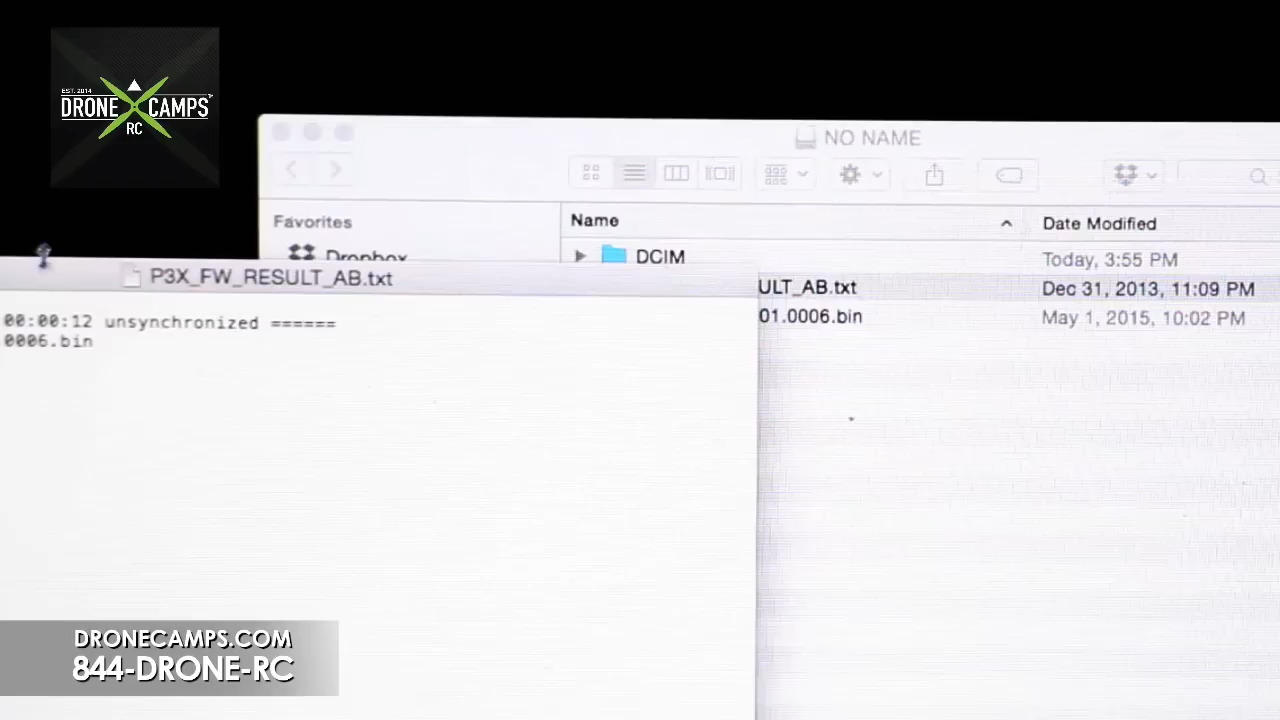 EST. 2014
DRONE CAMPS
RC
NO NAME
Favorites
Name
Date Modified
Dropbox
DCIM
Today, 3:55 PM
P3X_FW_RESULT_AB.txt
ULT_AB.txt
Dec 31, 2013, 11:09 PM
01.0006.bin
May 1, 2015, 10:02 PM
00:00:12 unsynchronized ======
0006.bin
DRONECAMPS.COM
844-DRONE-RC